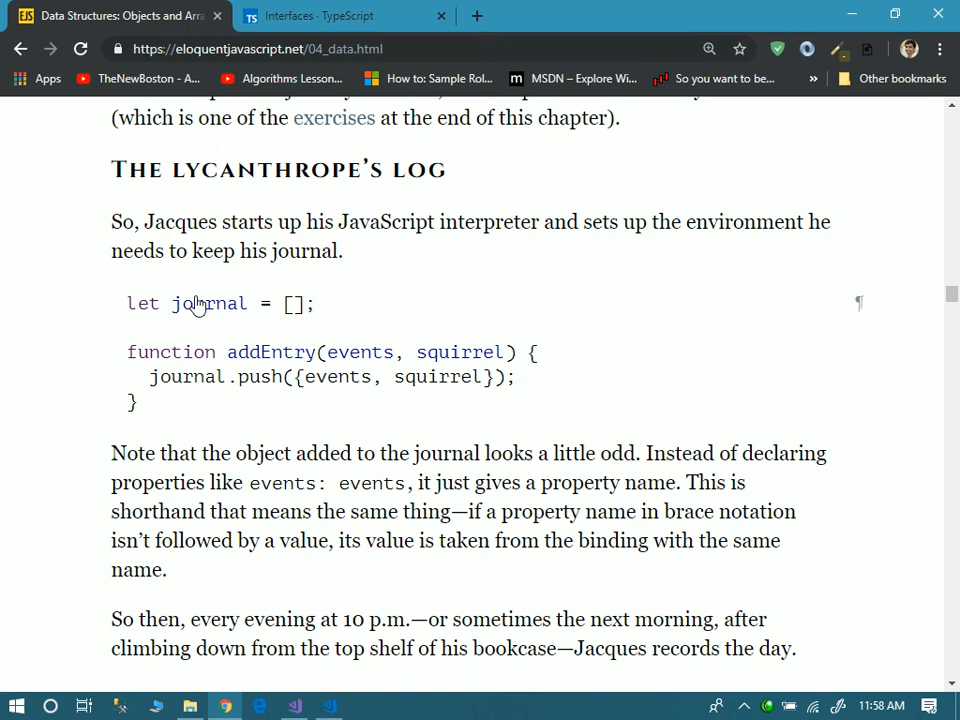 Data Structures: Objects and Arra
Interfaces · TypeScript
https://eloquentjavascript.net/04_data.html
Apps
TheNewBoston - A...
Algorithms Lesson...
How to: Sample Rol...
MSDN – Explore Wi...
So you want to be...
»
Other bookmarks
(which is one of the exercises at the end of this chapter).
The lycanthrope's log
So, Jacques starts up his JavaScript interpreter and sets up the environment he
needs to keep his journal.
let journal = [];
¶
function addEntry(events, squirrel) {
journal.push({events, squirrel});
}
Note that the object added to the journal looks a little odd. Instead of declaring
properties like events: events, it just gives a property name. This is
shorthand that means the same thing—if a property name in brace notation
isn't followed by a value, its value is taken from the binding with the same
name.
So then, every evening at 10 p.m.—or sometimes the next morning, after
climbing down from the top shelf of his bookcase—Jacques records the day.
11:58 AM